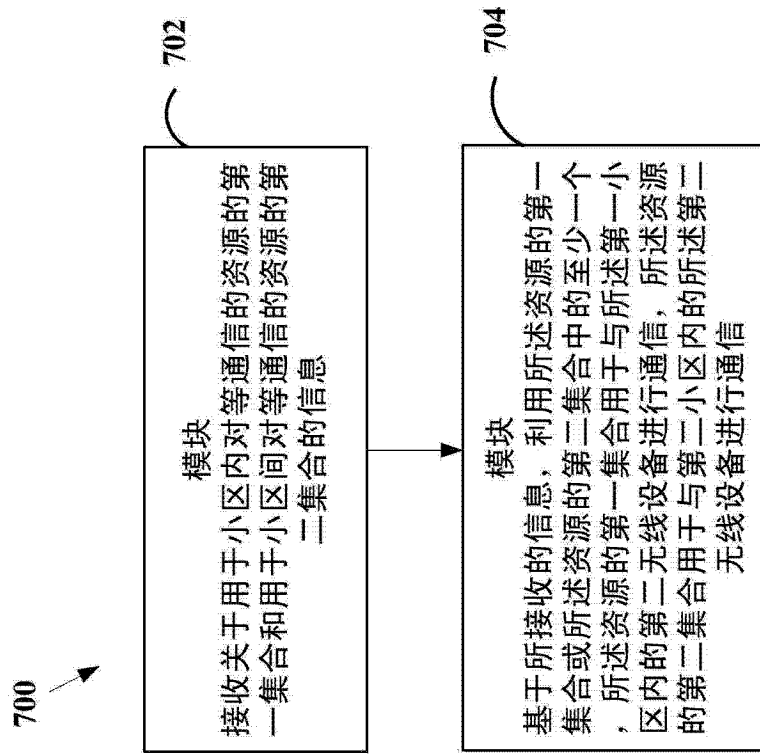 700
702
模块
接收关于用于小区内对等通信的资源的第
一集合和用于小区间对等通信的资源的第
二集合的信息
704
模块
基于所接收的信息，利用所述资源的第一
集合或所述资源的第二集合中的至少一个
，所述资源的第一集合用于与所述第一小
区内的第二无线设备进行通信，所述资源
的第二集合用于与第二小区内的所述第二
无线设备进行通信